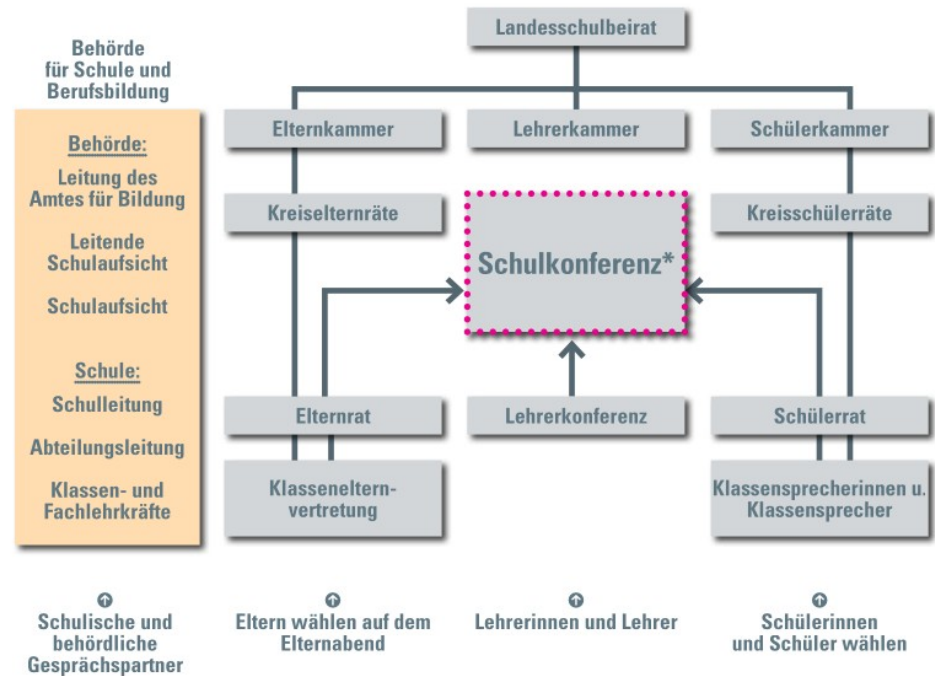 Landesschulbeirat
Behörde
für Schule und
Berufsbildung
Behörde:
Leitung des
Amtes für Bildung
Leitende
Schulaufsicht
Schulaufsicht
Schule:
Schulleitung
Abteilungsleitung
Klassen- und
Fachlehrkräfte
Elternkammer
Lehrerkammer
Schülerkammer
Kreiselternräte
Schulkonferenz*
Kreisschülerräte
Elternrat
Lehrerkonferenz
Schülerrat
Klasseneltern-
vertretung
Klassensprecherinnen u.
Klassensprecher
Schulische und
behördliche
Gesprächspartner
Eltern wählen auf dem
Elternabend
Lehrerinnen und Lehrer
Schülerinnen
und Schüler wählen